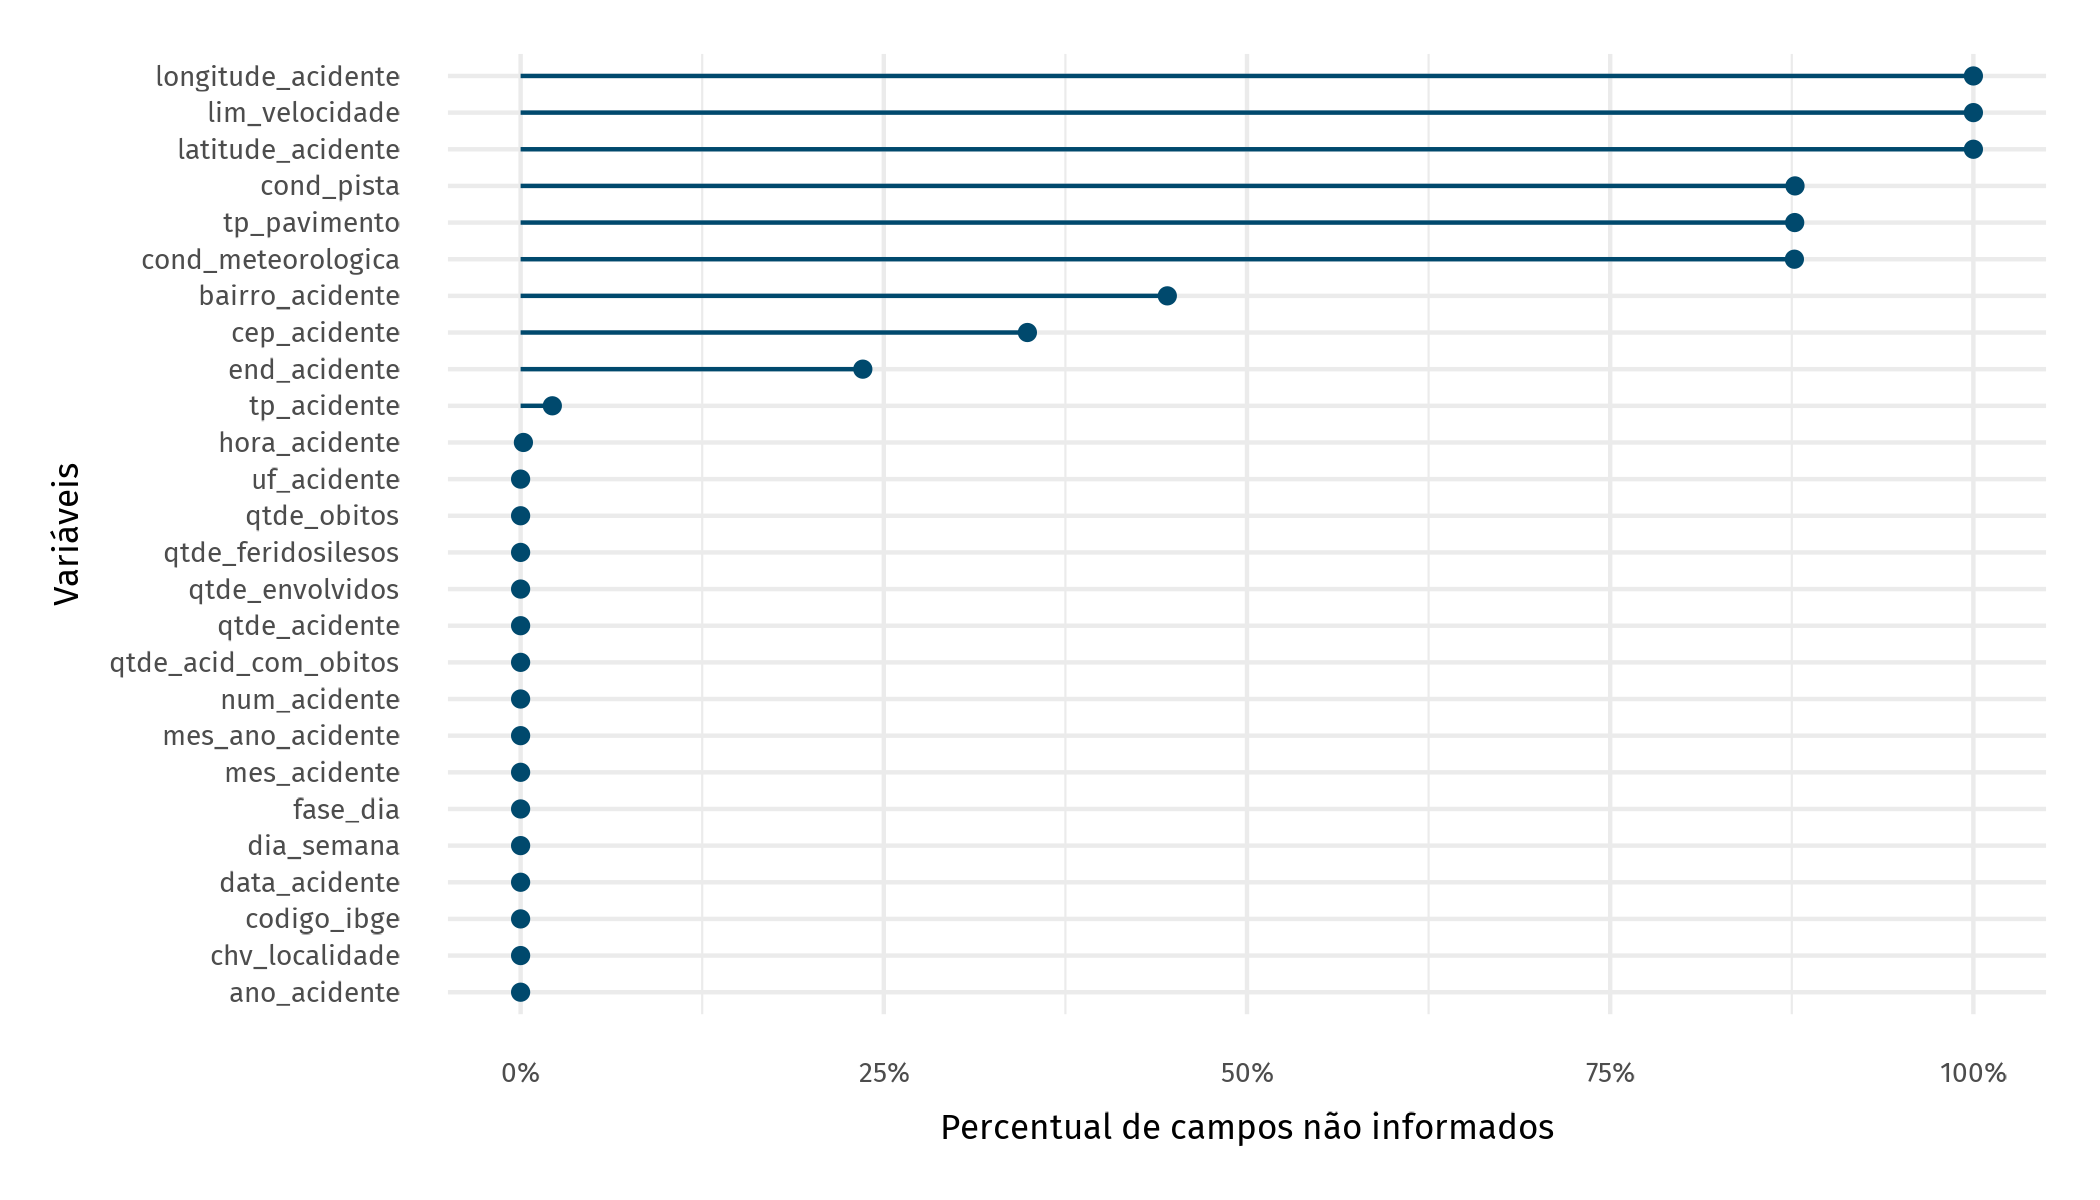 longitude_acidente
lim_velocidade
latitude_acidente
cond_pista
tp_pavimento
cond_meteorologica
bairro_acidente
cep_acidente
end_acidente
tp_acidente
hora_acidente
uf_acidente
qtde_obitos
qtde_feridosilesos
qtde_envolvidos
qtde_acidente
qtde_acid_com_obitos
num_acidente
mes_ano_acidente
mes_acidente
fase_dia
dia_semana
data_acidente
codigo_ibge
chv_localidade
ano_acidente
Variáveis
0% 25% 50% 75% 100%
Percentual de campos não informados